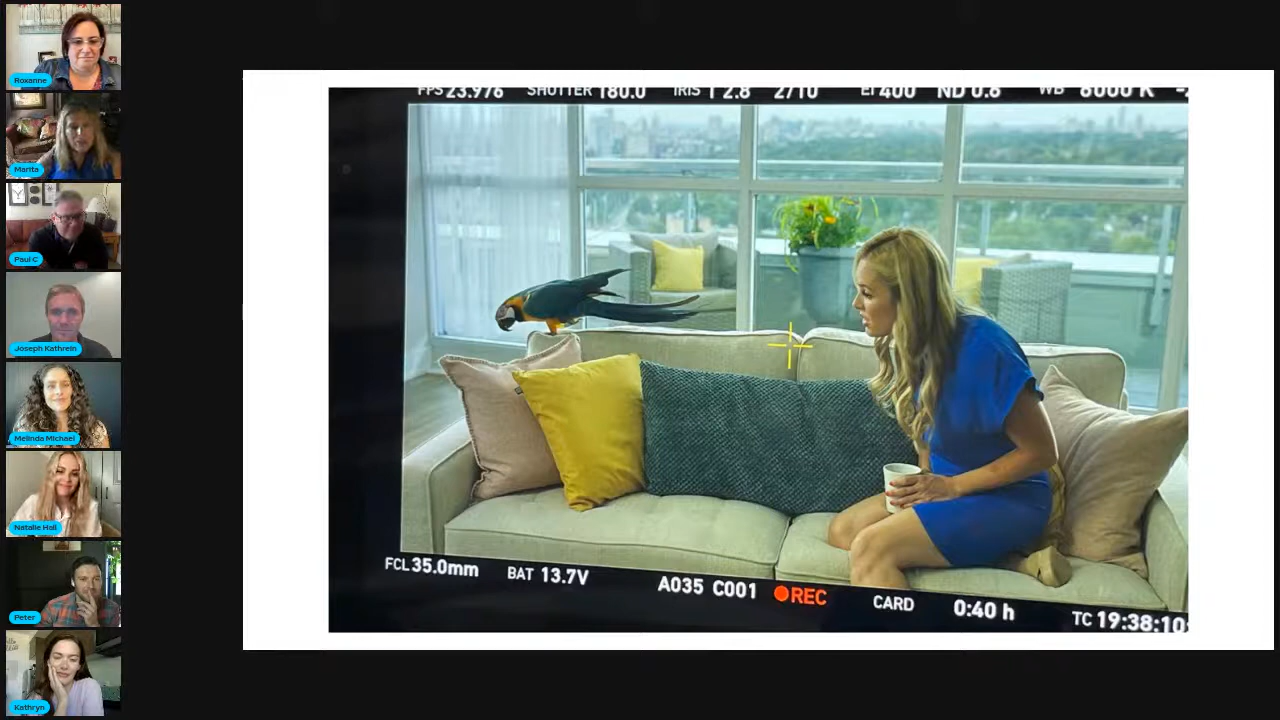 Roxanne
Marita
Paul C
Joseph Kathrein
Melinda Michael
Natalie Hall
Peter
Kathryn
FPS 23.976 SHUTTER 180.0 IRIS T 2.8 2/10 EI 400 ND 0.6 WB 6000 K
FCL 35.0mm BAT 13.7V A035 C001 REC CARD 0:40 h TC 19:38:10